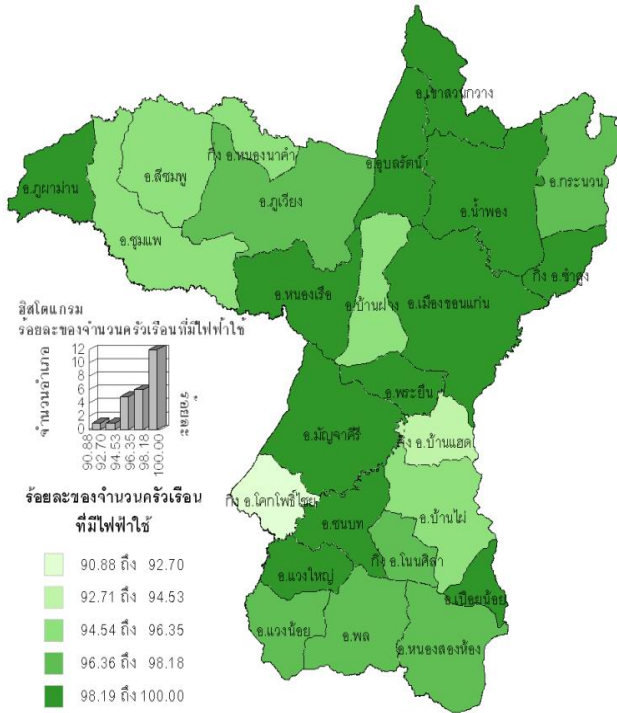 อ.เขาสวนกวาง
กิ่ง อ.หนองนาคำ
อ.อุบลรัตน์
อ.สีชมพู
อ.กระนวน
อ.ภูผาม่าน
อ.ภูเวียง
อ.น้ำพอง
อ.ชุมแพ
กิ่ง อ.ซำสูง
อ.หนองเรือ
อ.บ้านฝาง
อ.เมืองขอนแก่น
ฮิสโตแกรม
ร้อยละของจำนวนครัวเรือนที่มีไฟฟ้าใช้
จำนวนอำเภอ
12
10
8
6
4
2
0
90.88
92.70
94.53
96.35
98.18
100.00
ร้อยละ
อ.พระยืน
อ.มัญจาคีรี
กิ่ง อ.บ้านแฮด
กิ่ง อ.โคกโพธิ์ไชย
อ.ชนบท
อ.บ้านไผ่
อ.แวงใหญ่
กิ่ง อ.โนนศิลา
อ.เปือยน้อย
อ.แวงน้อย
อ.พล
อ.หนองสองห้อง
ร้อยละของจำนวนครัวเรือน
ที่มีไฟฟ้าใช้
90.88 ถึง 92.70
92.71 ถึง 94.53
94.54 ถึง 96.35
96.36 ถึง 98.18
98.19 ถึง 100.00